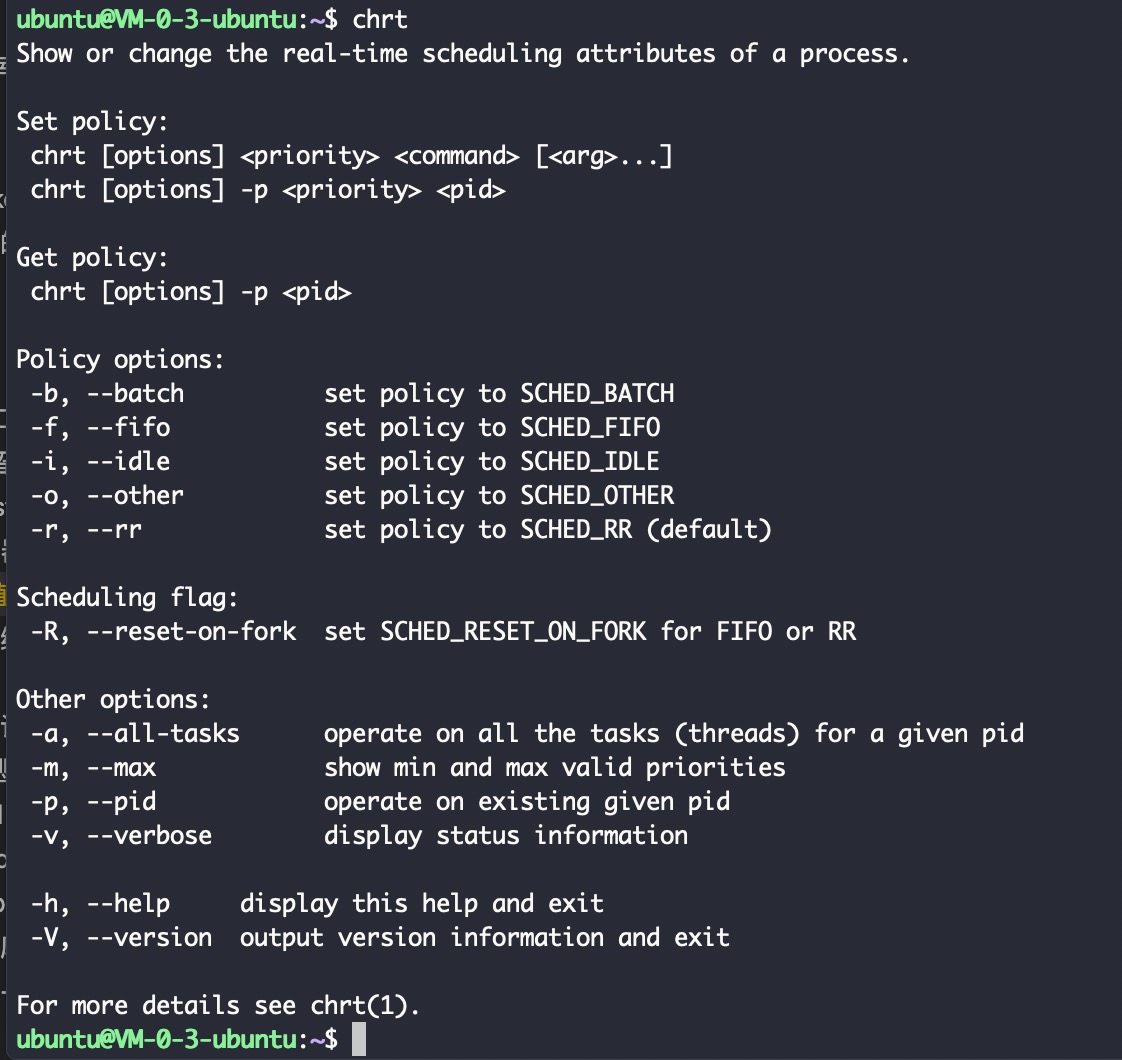 ubuntu@VM-0-3-ubuntu:~$ chrt
Show or change the real-time scheduling attributes of a process.

Set policy:
 chrt [options] <priority> <command> [<arg>...]
 chrt [options] -p <priority> <pid>

Get policy:
 chrt [options] -p <pid>

Policy options:
 -b, --batch          set policy to SCHED_BATCH
 -f, --fifo           set policy to SCHED_FIFO
 -i, --idle           set policy to SCHED_IDLE
 -o, --other          set policy to SCHED_OTHER
 -r, --rr             set policy to SCHED_RR (default)

Scheduling flag:
 -R, --reset-on-fork  set SCHED_RESET_ON_FORK for FIFO or RR

Other options:
 -a, --all-tasks      operate on all the tasks (threads) for a given pid
 -m, --max            show min and max valid priorities
 -p, --pid            operate on existing given pid
 -v, --verbose        display status information

 -h, --help     display this help and exit
 -V, --version  output version information and exit

For more details see chrt(1).
ubuntu@VM-0-3-ubuntu:~$